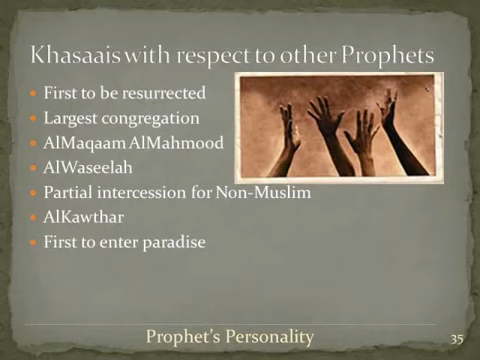 Khasaais with respect to other Prophets
First to be resurrected
Largest congregation
AlMaqaam AlMahmood
AlWaseelah
Partial intercession for Non-Muslim
AlKawthar
First to enter paradise
Prophet's Personality
35